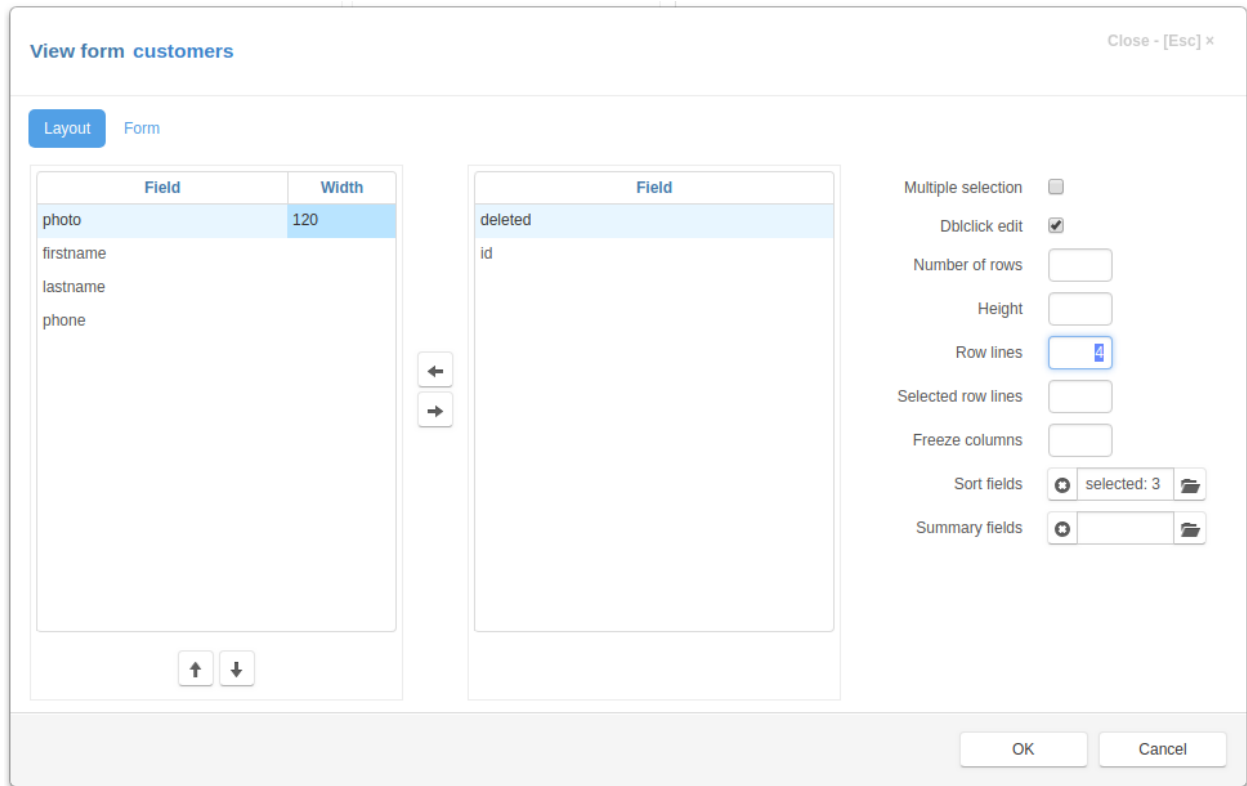 View form customers
Close - [Esc] ×
Layout Form
Field Width
photo 120
firstname
lastname
phone
Field
deleted
id
Multiple selection
Dblclick edit
Number of rows
Height
Row lines 4
Selected row lines
Freeze columns
Sort fields selected: 3
Summary fields
OK Cancel